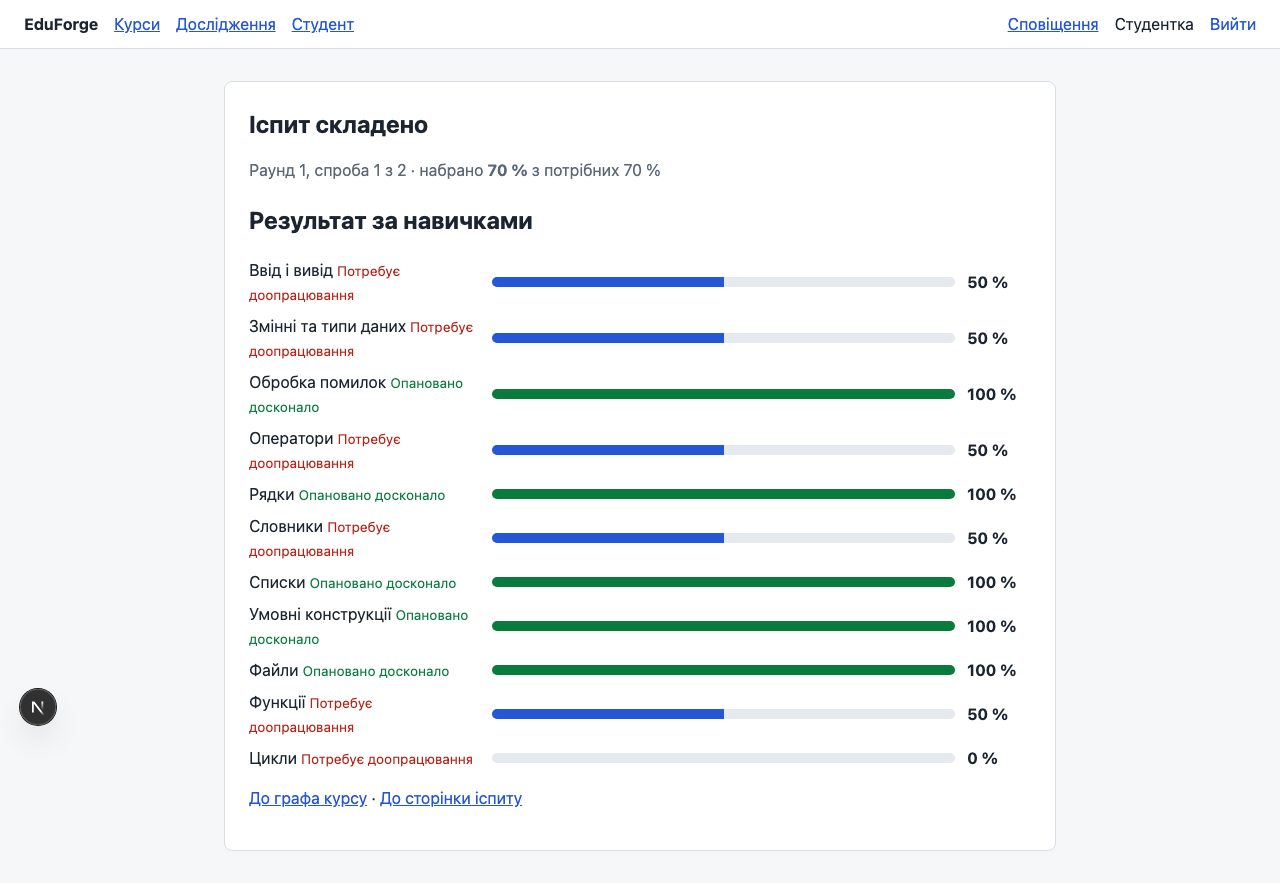 EduForge Курси Дослідження Студент Сповіщення Студентка Вийти
Іспит складено
Раунд 1, спроба 1 з 2 · набрано 70 % з потрібних 70 %
Результат за навичками
Ввід і вивід Потребує
доопрацювання
50 %
Змінні та типи даних Потребує
доопрацювання
50 %
Обробка помилок Опановано
досконало
100 %
Оператори Потребує
доопрацювання
50 %
Рядки Опановано досконало 100 %
Словники Потребує
доопрацювання
50 %
Списки Опановано досконало 100 %
Умовні конструкції Опановано
досконало
100 %
Файли Опановано досконало 100 %
Функції Потребує
доопрацювання
50 %
Цикли Потребує доопрацювання 0 %
До графа курсу · До сторінки іспиту
N